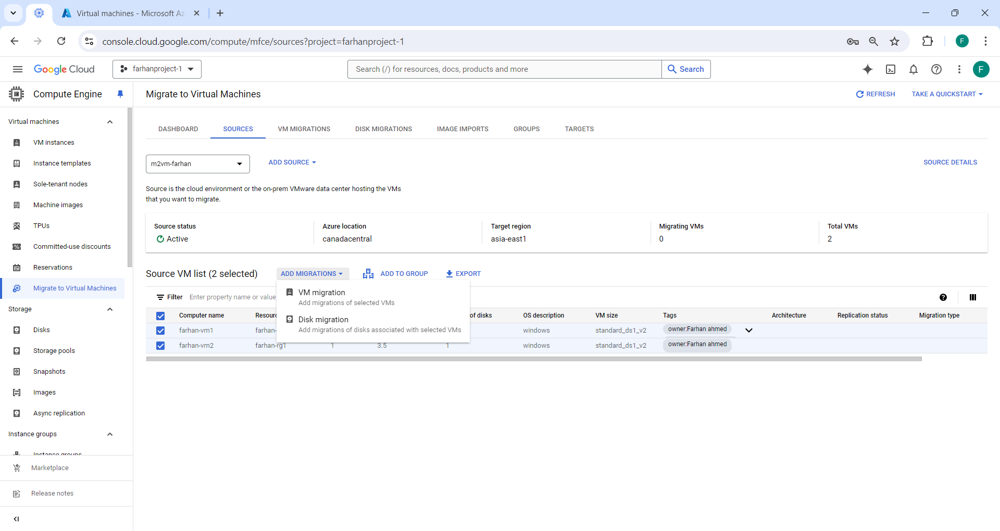 Virtual machines - Microsoft Az
console.cloud.google.com/compute/mfce/sources?project=farhanproject-1
F
Google Cloud
farhanproject-1
Search (/) for resources, docs, products and more
Search
F
Compute Engine
Migrate to Virtual Machines
REFRESH
TAKE A QUICKSTART
Virtual machines
VM instances
Instance templates
Sole-tenant nodes
Machine images
TPUs
Committed-use discounts
Reservations
Migrate to Virtual Machines
Storage
Disks
Storage pools
Snapshots
Images
Async replication
Instance groups
Instance groups
Marketplace
Release notes
DASHBOARD
SOURCES
VM MIGRATIONS
DISK MIGRATIONS
IMAGE IMPORTS
GROUPS
TARGETS
m2vm-farhan
ADD SOURCE
SOURCE DETAILS
Source is the cloud environment or the on-prem VMware data center hosting the VMs
that you want to migrate.
Source status
Active
Azure location
canadacentral
Target region
asia-east1
Migrating VMs
0
Total VMs
2
Source VM list (2 selected)
ADD MIGRATIONS
ADD TO GROUP
EXPORT
VM migration
Add migrations of selected VMs
Disk migration
Add migrations of disks associated with selected VMs
Filter Enter property name or value
Computer name of disks OS description VM size Tags Architecture Replication status Migration type
farhan-vm1 farhan- windows standard_ds1_v2 owner:Farhan ahmed
farhan-vm2 farhan-rg1 1 3.5 1 windows standard_ds1_v2 owner:Farhan ahmed